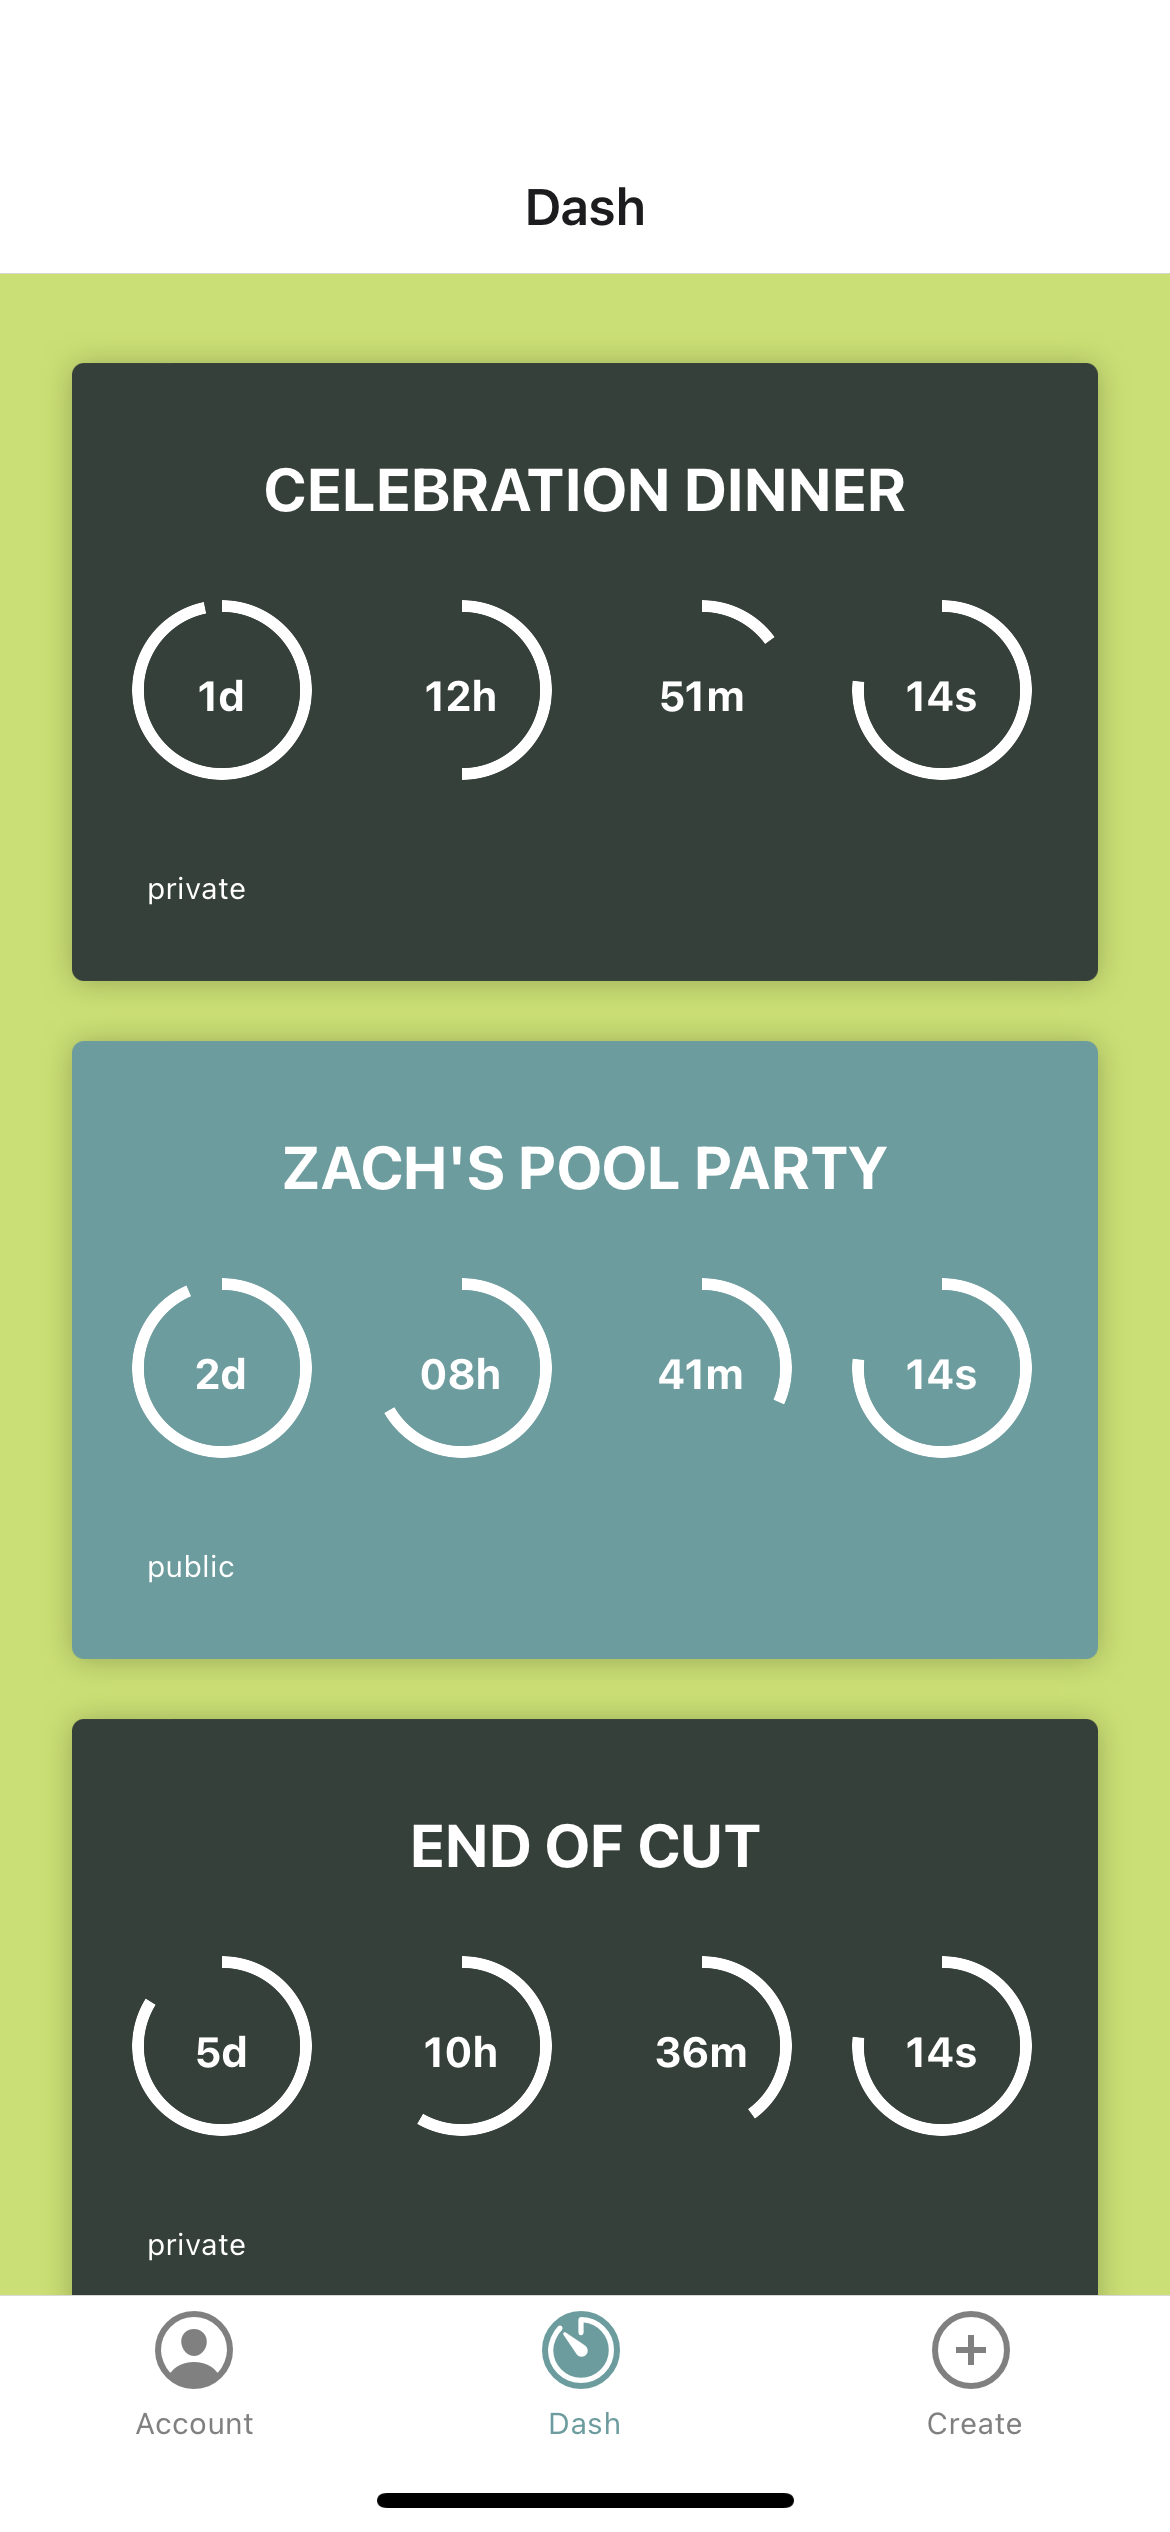 Dash
CELEBRATION DINNER
1d 12h 51m 14s
private
ZACH'S POOL PARTY
2d 08h 41m 14s
public
END OF CUT
5d 10h 36m 14s
private
Account Dash Create